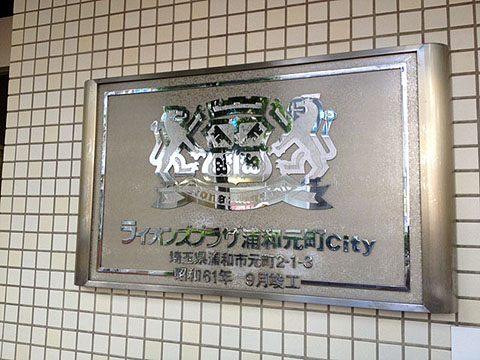 ライオンズプラザ浦和元町City
埼玉県浦和市元町2-1-3
昭和61年 9月竣工